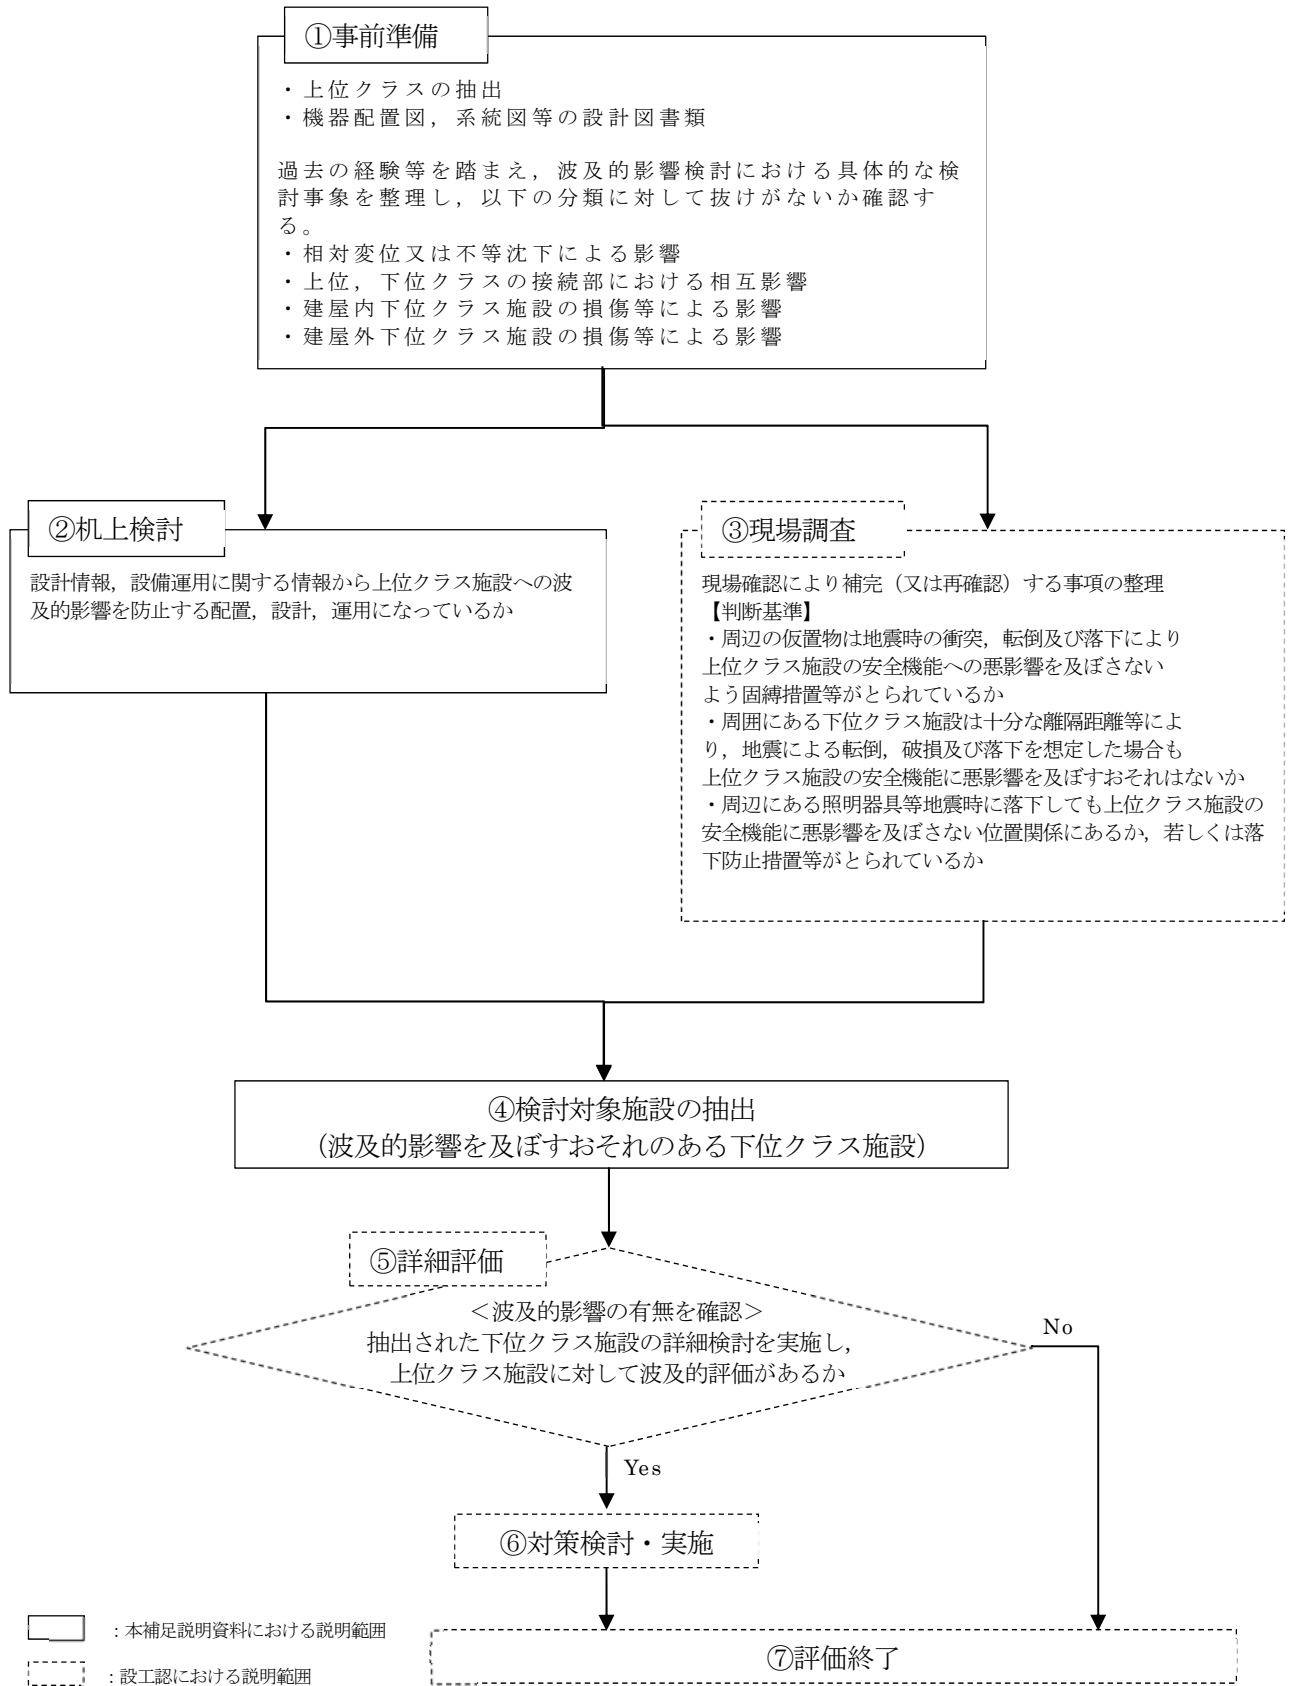 ①事前準備
・上位クラスの抽出
・機器配置図，系統図等の設計図書類
過去の経験等を踏まえ，波及的影響検討における具体的な検
討事象を整理し，以下の分類に対して抜けがないか確認す
る。
・相対変位又は不等沈下による影響
・上位，下位クラスの接続部における相互影響
・建屋内下位クラス施設の損傷等による影響
・建屋外下位クラス施設の損傷等による影響
②机上検討
設計情報，設備運用に関する情報から上位クラス施設への波
及的影響を防止する配置，設計，運用になっているか
③現場調査
現場確認により補完（又は再確認）する事項の整理
【判断基準】
・周辺の仮置物は地震時の衝突，転倒及び落下により
上位クラス施設の安全機能への悪影響を及ぼさない
よう固縛措置等がとられているか
・周囲にある下位クラス施設は十分な離隔距離等によ
り，地震による転倒，破損及び落下を想定した場合も
上位クラス施設の安全機能に悪影響を及ぼすおそれはないか
・周辺にある照明器具等地震時に落下しても上位クラス施設の
安全機能に悪影響を及ぼさない位置関係にあるか，若しくは落
下防止措置等がとられているか
④検討対象施設の抽出
（波及的影響を及ぼすおそれのある下位クラス施設）
⑤詳細評価
＜波及的影響の有無を確認＞
抽出された下位クラス施設の詳細検討を実施し，
上位クラス施設に対して波及的評価があるか
No
Yes
⑥対策検討・実施
⑦評価終了
：本補足説明資料における説明範囲
：設工認における説明範囲